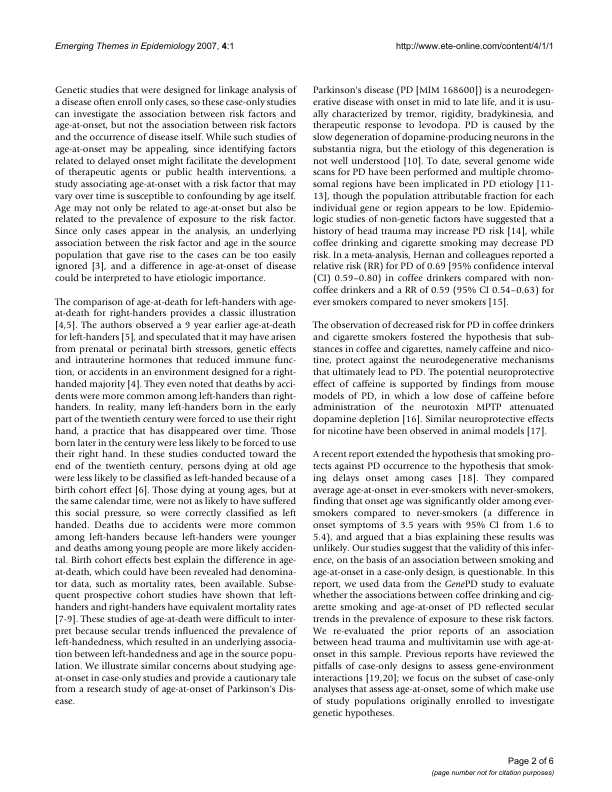 Emerging Themes in Epidemiology 2007, 4:1
http://www.ete-online.com/content/4/1/1
Genetic studies that were designed for linkage analysis of
a disease often enroll only cases, so these case-only studies
can investigate the association between risk factors and
age-at-onset, but not the association between risk factors
and the occurrence of disease itself. While such studies of
age-at-onset may be appealing, since identifying factors
related to delayed onset might facilitate the development
of therapeutic agents or public health interventions, a
study associating age-at-onset with a risk factor that may
vary over time is susceptible to confounding by age itself.
Age may not only be related to age-at-onset but also be
related to the prevalence of exposure to the risk factor.
Since only cases appear in the analysis, an underlying
association between the risk factor and age in the source
population that gave rise to the cases can be too easily
ignored [3], and a difference in age-at-onset of disease
could be interpreted to have etiologic importance.
The comparison of age-at-death for left-handers with age-
at-death for right-handers provides a classic illustration
[4,5]. The authors observed a 9 year earlier age-at-death
for left-handers [5], and speculated that it may have arisen
from prenatal or perinatal birth stressors, genetic effects
and intrauterine hormones that reduced immune func-
tion, or accidents in an environment designed for a right-
handed majority [4]. They even noted that deaths by acci-
dents were more common among left-handers than right-
handers. In reality, many left-handers born in the early
part of the twentieth century were forced to use their right
hand, a practice that has disappeared over time. Those
born later in the century were less likely to be forced to use
their right hand. In these studies conducted toward the
end of the twentieth century, persons dying at old age
were less likely to be classified as left-handed because of a
birth cohort effect [6]. Those dying at young ages, but at
the same calendar time, were not as likely to have suffered
this social pressure, so were correctly classified as left
handed. Deaths due to accidents were more common
among left-handers because left-handers were younger
and deaths among young people are more likely acciden-
tal. Birth cohort effects best explain the difference in age-
at-death, which could have been revealed had denomina-
tor data, such as mortality rates, been available. Subse-
quent prospective cohort studies have shown that left-
handers and right-handers have equivalent mortality rates
[7-9]. These studies of age-at-death were difficult to inter-
pret because secular trends influenced the prevalence of
left-handedness, which resulted in an underlying associa-
tion between left-handedness and age in the source popu-
lation. We illustrate similar concerns about studying age-
at-onset in case-only studies and provide a cautionary tale
from a research study of age-at-onset of Parkinson's Dis-
ease.
Parkinson's disease (PD [MIM 168600]) is a neurodegen-
erative disease with onset in mid to late life, and it is usu-
ally characterized by tremor, rigidity, bradykinesia, and
therapeutic response to levodopa. PD is caused by the
slow degeneration of dopamine-producing neurons in the
substantia nigra, but the etiology of this degeneration is
not well understood [10]. To date, several genome wide
scans for PD have been performed and multiple chromo-
somal regions have been implicated in PD etiology [11-
13], though the population attributable fraction for each
individual gene or region appears to be low. Epidemio-
logic studies of non-genetic factors have suggested that a
history of head trauma may increase PD risk [14], while
coffee drinking and cigarette smoking may decrease PD
risk. In a meta-analysis, Hernan and colleagues reported a
relative risk (RR) for PD of 0.69 [95% confidence interval
(CI) 0.59–0.80) in coffee drinkers compared with non-
coffee drinkers and a RR of 0.59 (95% CI 0.54–0.63) for
ever smokers compared to never smokers [15].
The observation of decreased risk for PD in coffee drinkers
and cigarette smokers fostered the hypothesis that sub-
stances in coffee and cigarettes, namely caffeine and nico-
tine, protect against the neurodegenerative mechanisms
that ultimately lead to PD. The potential neuroprotective
effect of caffeine is supported by findings from mouse
models of PD, in which a low dose of caffeine before
administration of the neurotoxin MPTP attenuated
dopamine depletion [16]. Similar neuroprotective effects
for nicotine have been observed in animal models [17].
A recent report extended the hypothesis that smoking pro-
tects against PD occurrence to the hypothesis that smok-
ing delays onset among cases [18]. They compared
average age-at-onset in ever-smokers with never-smokers,
finding that onset age was significantly older among ever-
smokers compared to never-smokers (a difference in
onset symptoms of 3.5 years with 95% CI from 1.6 to
5.4), and argued that a bias explaining these results was
unlikely. Our studies suggest that the validity of this infer-
ence, on the basis of an association between smoking and
age-at-onset in a case-only design, is questionable. In this
report, we used data from the GenePD study to evaluate
whether the associations between coffee drinking and cig-
arette smoking and age-at-onset of PD reflected secular
trends in the prevalence of exposure to these risk factors.
We re-evaluated the prior reports of an association
between head trauma and multivitamin use with age-at-
onset in this sample. Previous reports have reviewed the
pitfalls of case-only designs to assess gene-environment
interactions [19,20]; we focus on the subset of case-only
analyses that assess age-at-onset, some of which make use
of study populations originally enrolled to investigate
genetic hypotheses.
Page 2 of 6
(page number not for citation purposes)